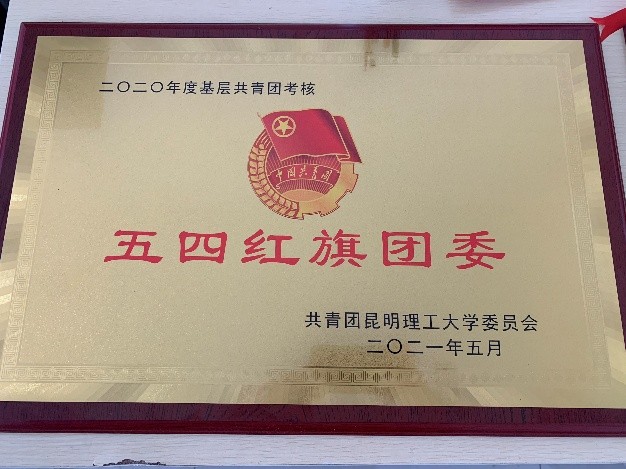 二〇二〇年度基层共青团考核
中国共青团
五四红旗团委
共青团昆明理工大学委员会
二〇二一年五月